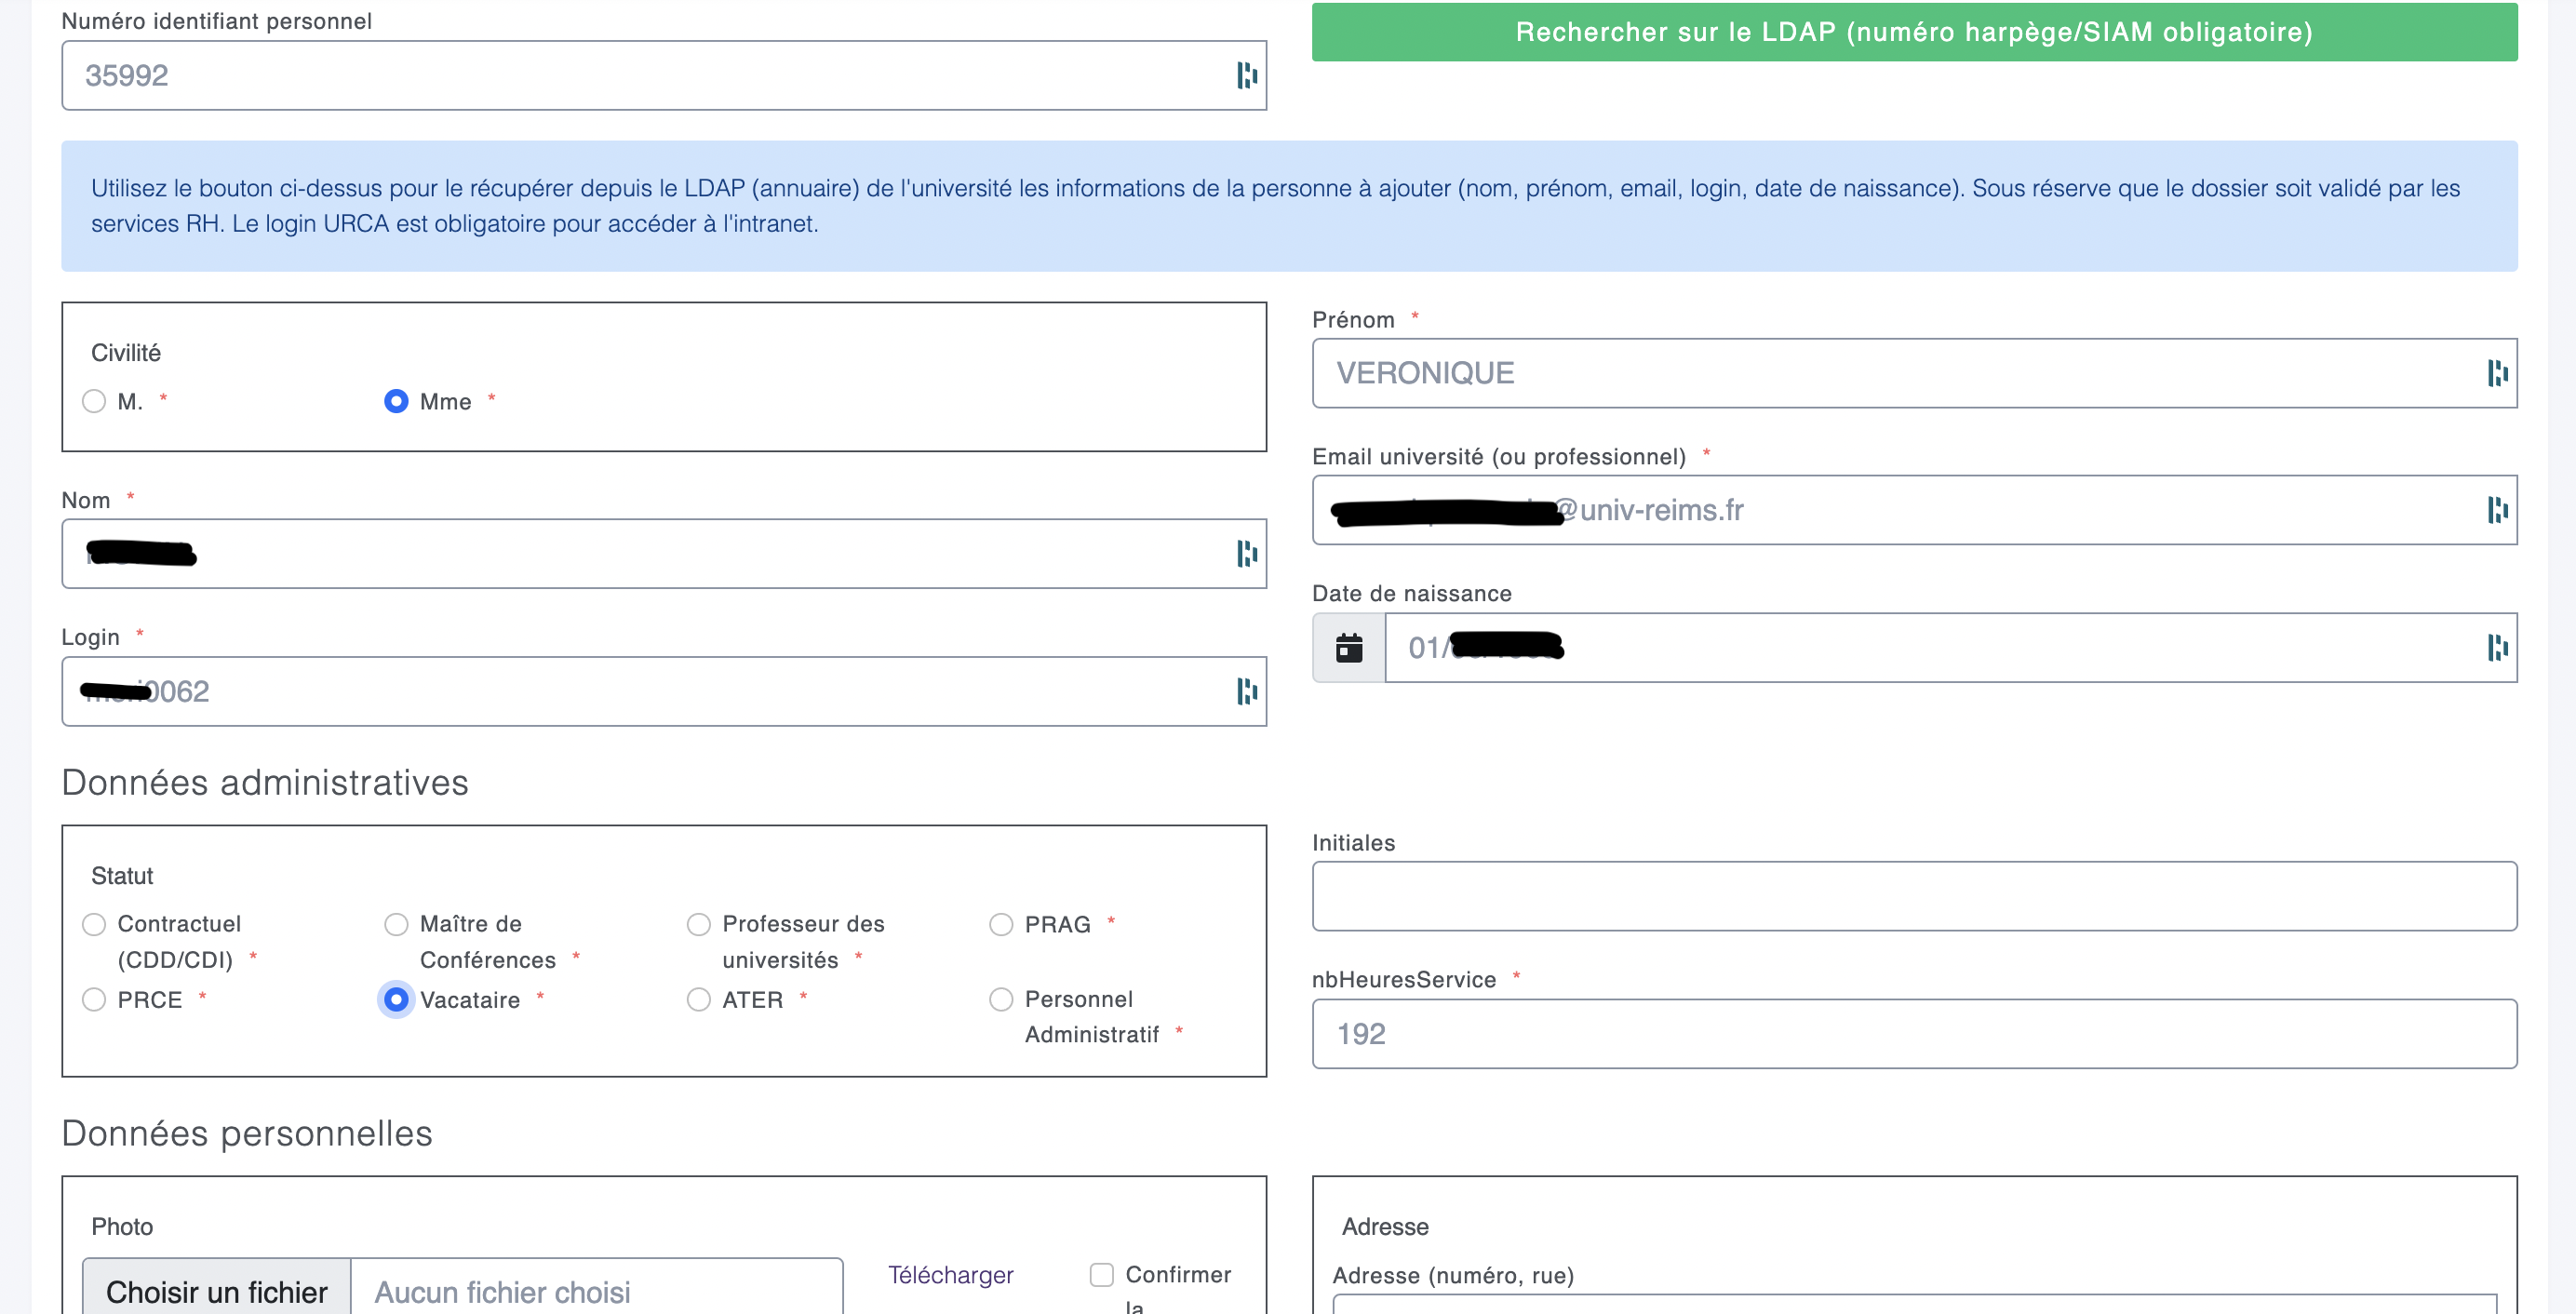 Numéro identifiant personnel
35992
Rechercher sur le LDAP (numéro harpège/SIAM obligatoire)
Utilisez le bouton ci-dessus pour le récupérer depuis le LDAP (annuaire) de l'université les informations de la personne à ajouter (nom, prénom, email, login, date de naissance). Sous réserve que le dossier soit validé par les
services RH. Le login URCA est obligatoire pour accéder à l'intranet.
Civilité
M. *
Mme *
Nom *
Login *
0062
Prénom *
VERONIQUE
Email université (ou professionnel) *
@univ-reims.fr
Date de naissance
01/
Données administratives
Statut
Contractuel
(CDD/CDI) *
Maître de
Conférences *
Professeur des
universités *
PRAG *
PRCE *
Vacataire *
ATER *
Personnel
Administratif *
Initiales
nbHeuresService *
192
Données personnelles
Photo
Choisir un fichier
Aucun fichier choisi
Télécharger
Confirmer
la
Adresse
Adresse (numéro, rue)